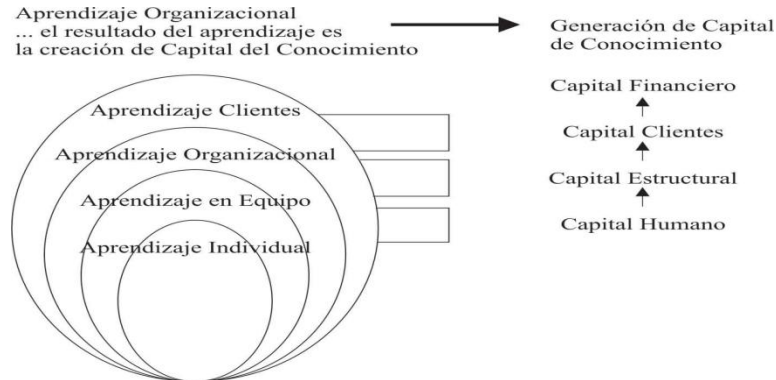 Aprendizaje Organizacional
... el resultado del aprendizaje es
la creación de Capital del Conocimiento
Generación de Capital
de Conocimiento
Aprendizaje Clientes
Aprendizaje Organizacional
Aprendizaje en Equipo
Aprendizaje Individual
Capital Financiero
Capital Clientes
Capital Estructural
Capital Humano